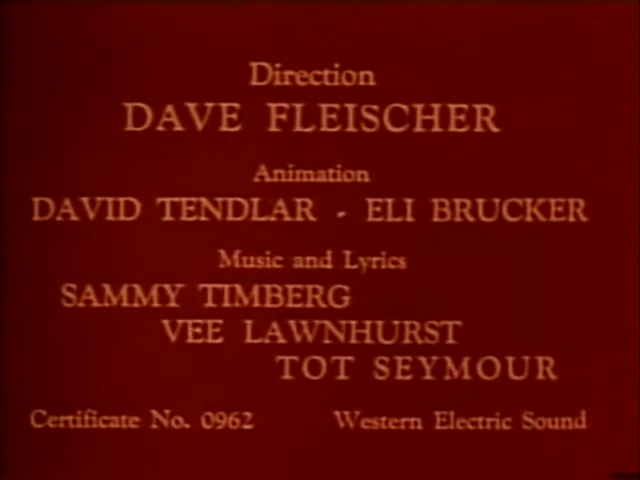 Direction
DAVE FLEISCHER
Animation
DAVID TENDLAR - ELI BRUCKER
Music and Lyrics
SAMMY TIMBERG
VEE LAWNHURST
TOT SEYMOUR
Certificate No. 0962 Western Electric Sound